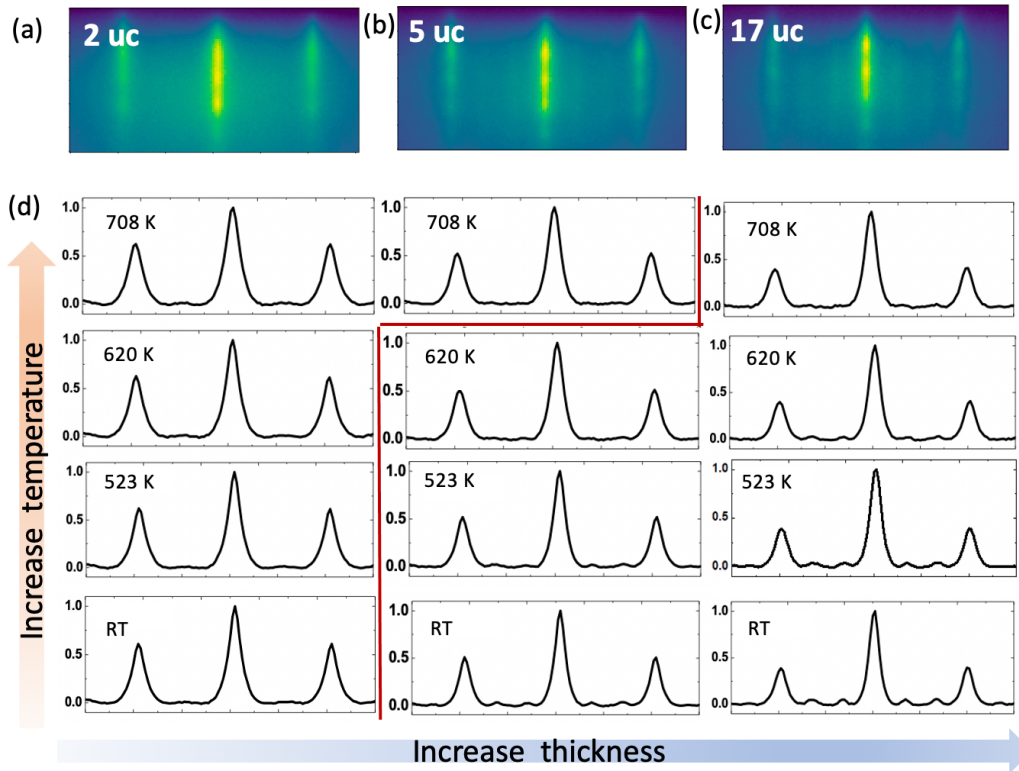 (a) 2 uc (b) 5 uc (c) 17 uc
(d)
1.0 708 K 1.0 708 K 1.0 708 K
0.5 0.5 0.5
0.0 0.0 0.0
1.0 620 K 1.0 620 K 1.0 620 K
0.5 0.5 0.5
0.0 0.0 0.0
1.0 523 K 1.0 523 K 1.0 523 K
0.5 0.5 0.5
0.0 0.0 0.0
1.0 RT 1.0 RT 1.0 RT
0.5 0.5 0.5
0.0 0.0 0.0
Increase temperature
Increase thickness